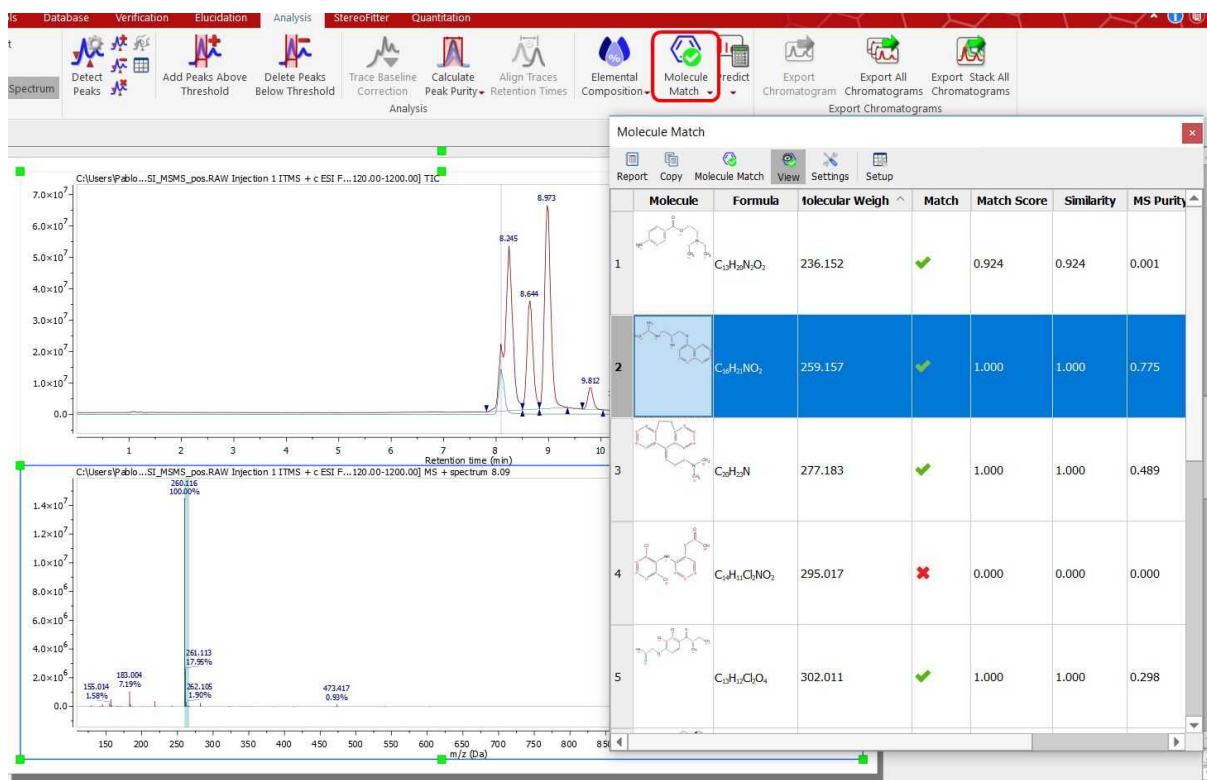 ols Database Verification Elucidation Analysis StereoFitter Quantitation
t
Spectrum
Detect Peaks
Add Peaks Above Threshold
Delete Peaks Below Threshold
Trace Baseline Correction
Calculate Peak Purity
Align Traces Retention Times
Elemental Composition
Molecule Match
Predict
Export Chromatogram
Export All Chromatograms
Export Stack All Chromatograms
Analysis
Export Chromatograms
Molecule Match
Report Copy Molecule Match View Settings Setup
Molecule Formula Molecular Weigh Match Match Score Similarity MS Purity
1 C₁₃H₂₀N₂O₂ 236.152 0.924 0.924 0.001
2 C₁₆H₂₁NO₂ 259.157 1.000 1.000 0.775
3 C₂₀H₂₃N 277.183 1.000 1.000 0.489
4 C₁₄H₁₁Cl₂NO₂ 295.017 0.000 0.000 0.000
5 C₁₃H₁₂Cl₂O₄ 302.011 1.000 1.000 0.298
C:\Users\Pablo...SI_MSMS_pos.RAW Injection 1 ITMS + c ESI F...120.00-1200.00] TIC
7.0×10⁷
6.0×10⁷
5.0×10⁷
4.0×10⁷
3.0×10⁷
2.0×10⁷
1.0×10⁷
0.0
8.245
8.644
8.973
9.812
1 2 3 4 5 6 7 8 9 10
Retention time (min)
C:\Users\Pablo...SI_MSMS_pos.RAW Injection 1 ITMS + c ESI F...120.00-1200.00] MS + spectrum 8.09
1.4×10⁷
1.2×10⁷
1.0×10⁷
8.0×10⁶
6.0×10⁶
4.0×10⁶
2.0×10⁶
0.0
260.116
100.00%
261.113
17.95%
262.105
1.90%
155.014
1.58%
183.004
7.19%
473.417
0.93%
150 200 250 300 350 400 450 500 550 600 650 700 750 800 850
m/z (Da)